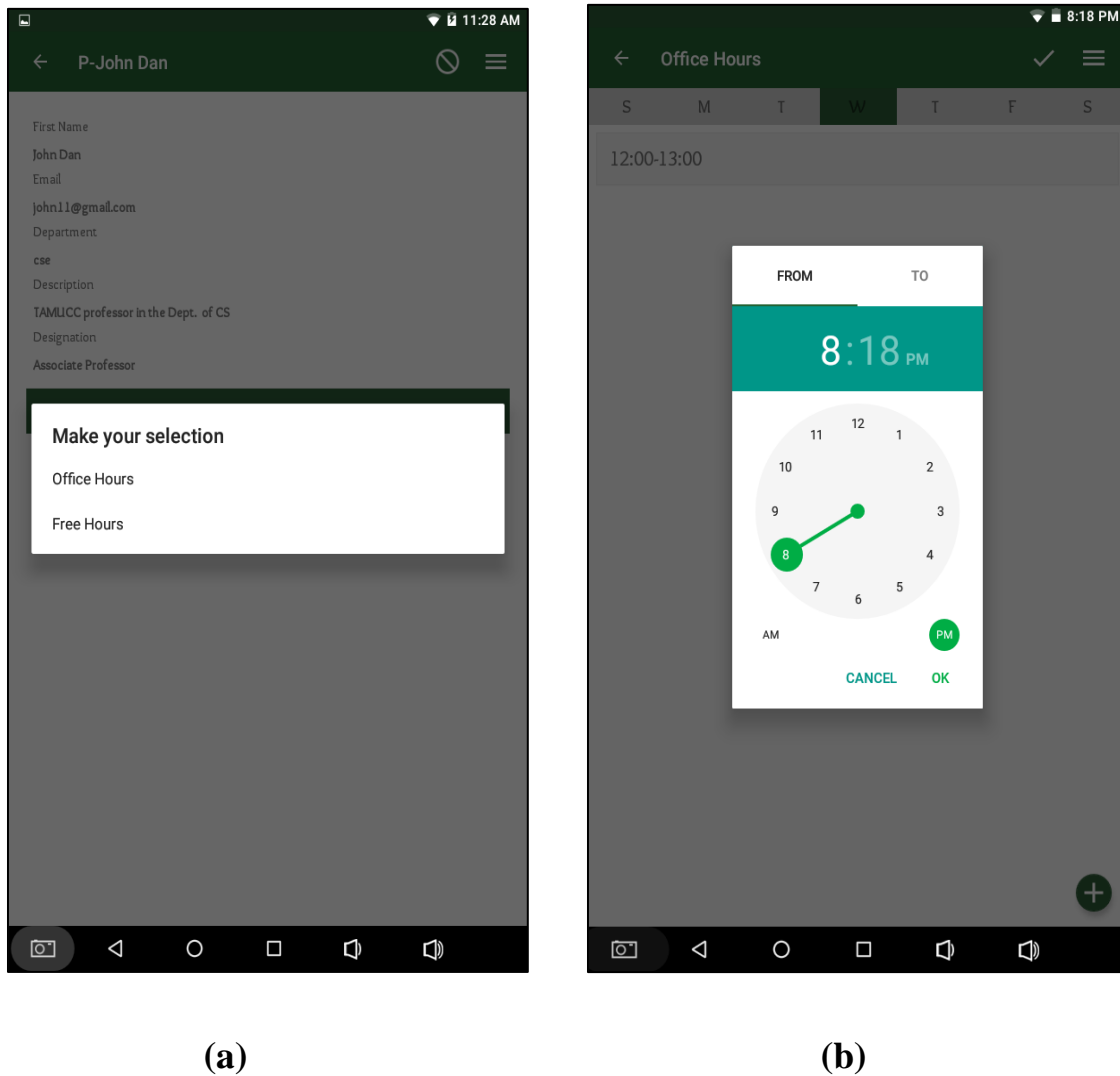 11:28 AM
P-John Dan
First Name
John Dan
Email
john11@gmail.com
Department
cse
Description
TAMUCC professor in the Dept. of CS
Designation
Associate Professor
Make your selection
Office Hours
Free Hours
(a)
8:18 PM
Office Hours
S M T W T F S
12:00-13:00
FROM TO
8:18 PM
12
11 1
10 2
9 3
8 4
7 5
6
AM PM
CANCEL OK
(b)